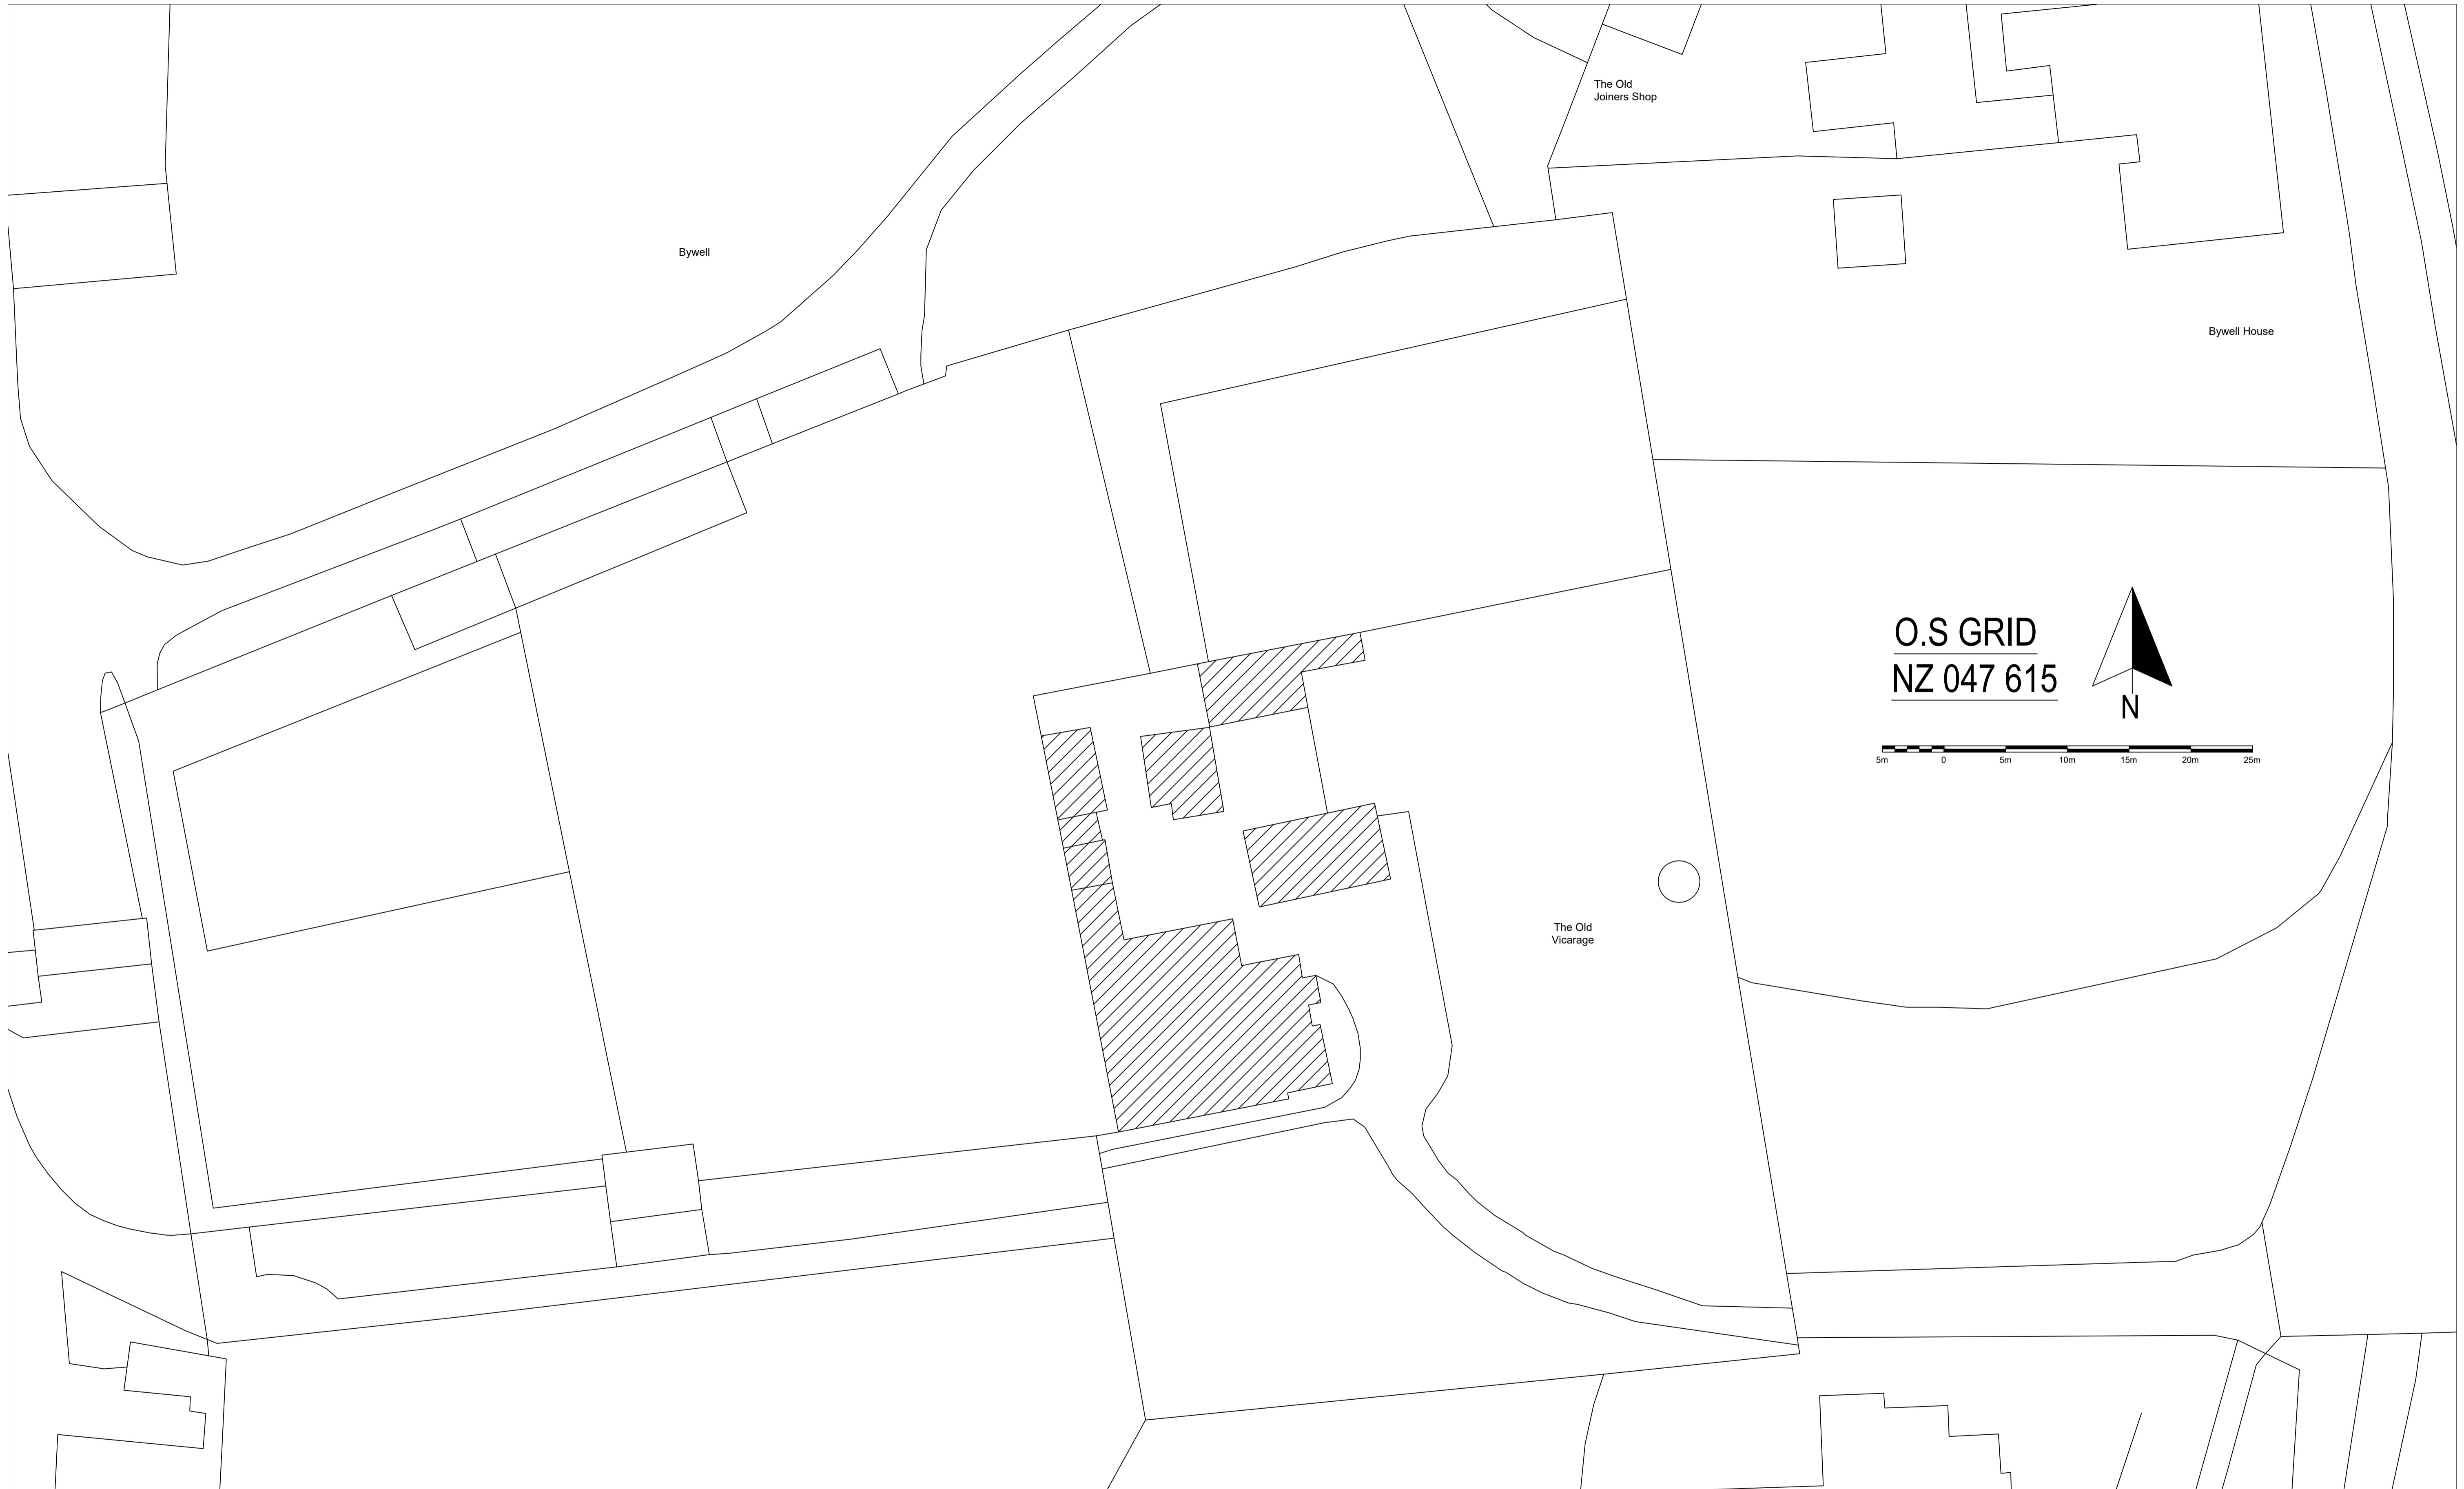 The Old
Joiners Shop
Bywell
Bywell House
O.S GRID
NZ 047 615
N
5m 0 5m 10m 15m 20m 25m
The Old
Vicarage